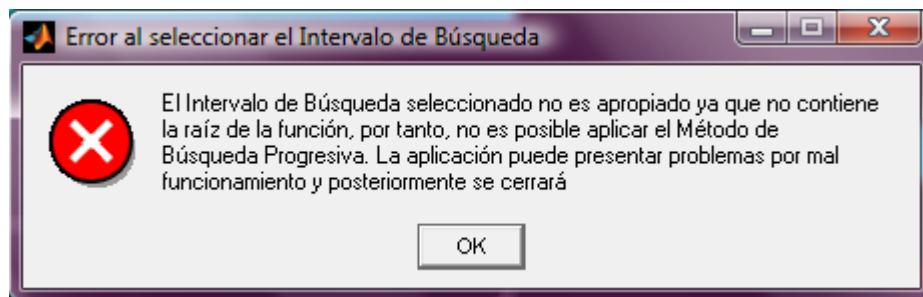 Error al seleccionar el Intervalo de Búsqueda
El Intervalo de Búsqueda seleccionado no es apropiado ya que no contiene
la raíz de la función, por tanto, no es posible aplicar el Método de
Búsqueda Progresiva. La aplicación puede presentar problemas por mal
funcionamiento y posteriormente se cerrará
OK